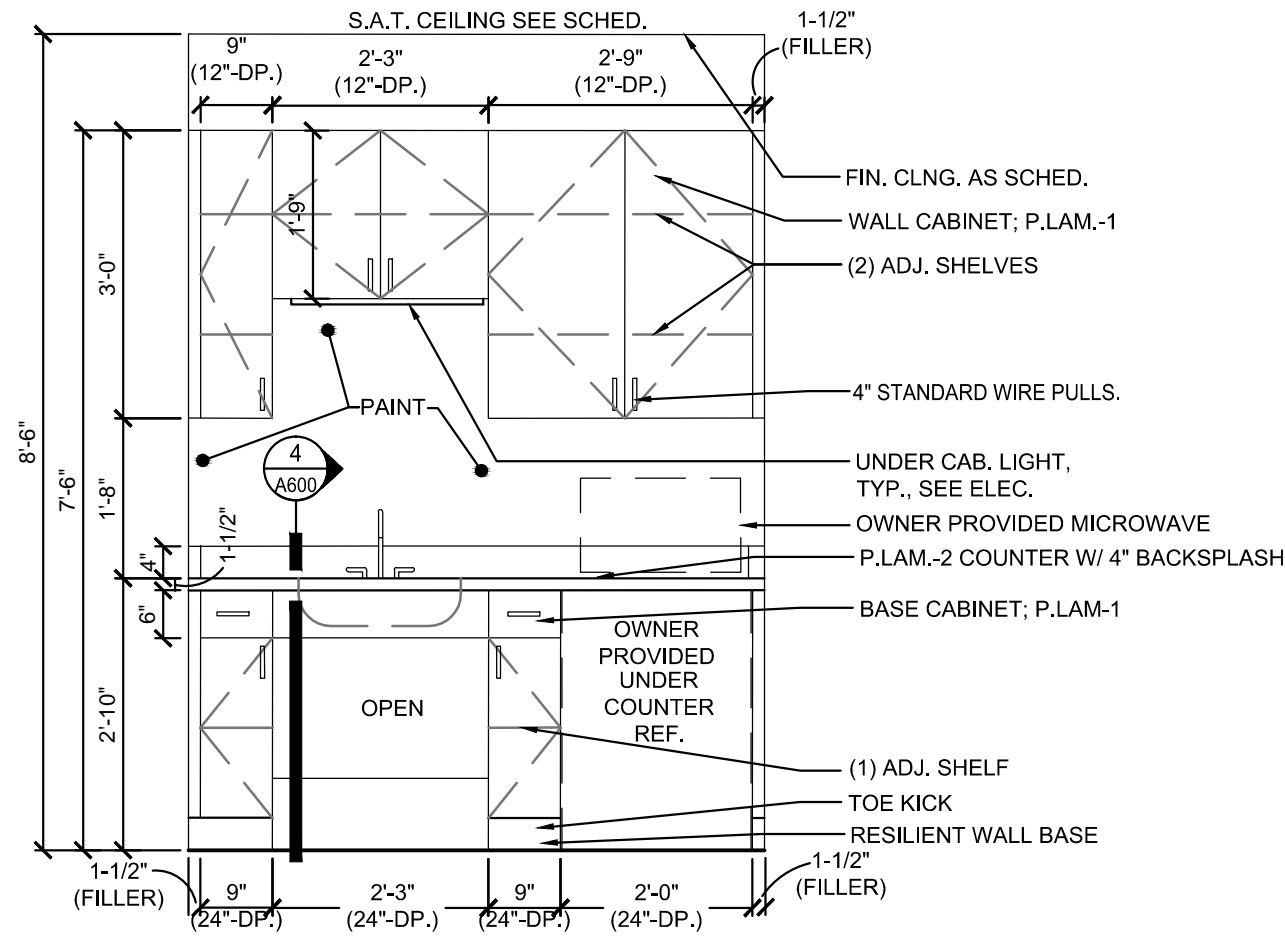 S.A.T. CEILING SEE SCHED.
1-1/2"
(FILLER)
9"
(12"-DP.)
2'-3"
(12"-DP.)
2'-9"
(12"-DP.)
FIN. CLNG. AS SCHED.
WALL CABINET; P.LAM.-1
(2) ADJ. SHELVES
1'-9"
3'-0"
4" STANDARD WIRE PULLS.
PAINT
8'-6"
7'-6"
1'-8"
4
A600
UNDER CAB. LIGHT,
TYP., SEE ELEC.
OWNER PROVIDED MICROWAVE
P.LAM.-2 COUNTER W/ 4" BACKSPLASH
4"
1-1/2"
6"
BASE CABINET; P.LAM-1
OWNER
PROVIDED
UNDER
COUNTER
REF.
OPEN
2'-10"
(1) ADJ. SHELF
TOE KICK
RESILIENT WALL BASE
1-1/2"
(FILLER)
9"
(24"-DP.)
2'-3"
(24"-DP.)
9"
(24"-DP.)
2'-0"
(24"-DP.)
1-1/2"
(FILLER)